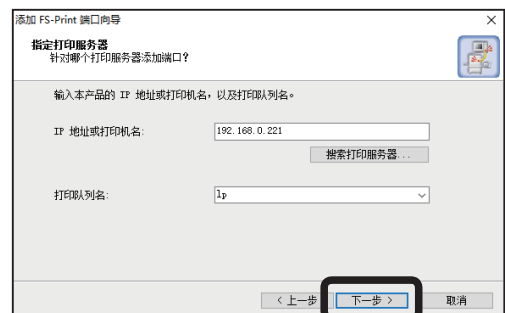 添加 FS-Print 端口向导
指定打印服务器
针对哪个打印服务器添加端口?
输入本产品的 IP 地址或打印机名，以及打印队列名。
IP 地址或打印机名:
192.168.0.221
搜索打印服务器...
打印队列名:
lp
< 上一步
下一步 >
取消